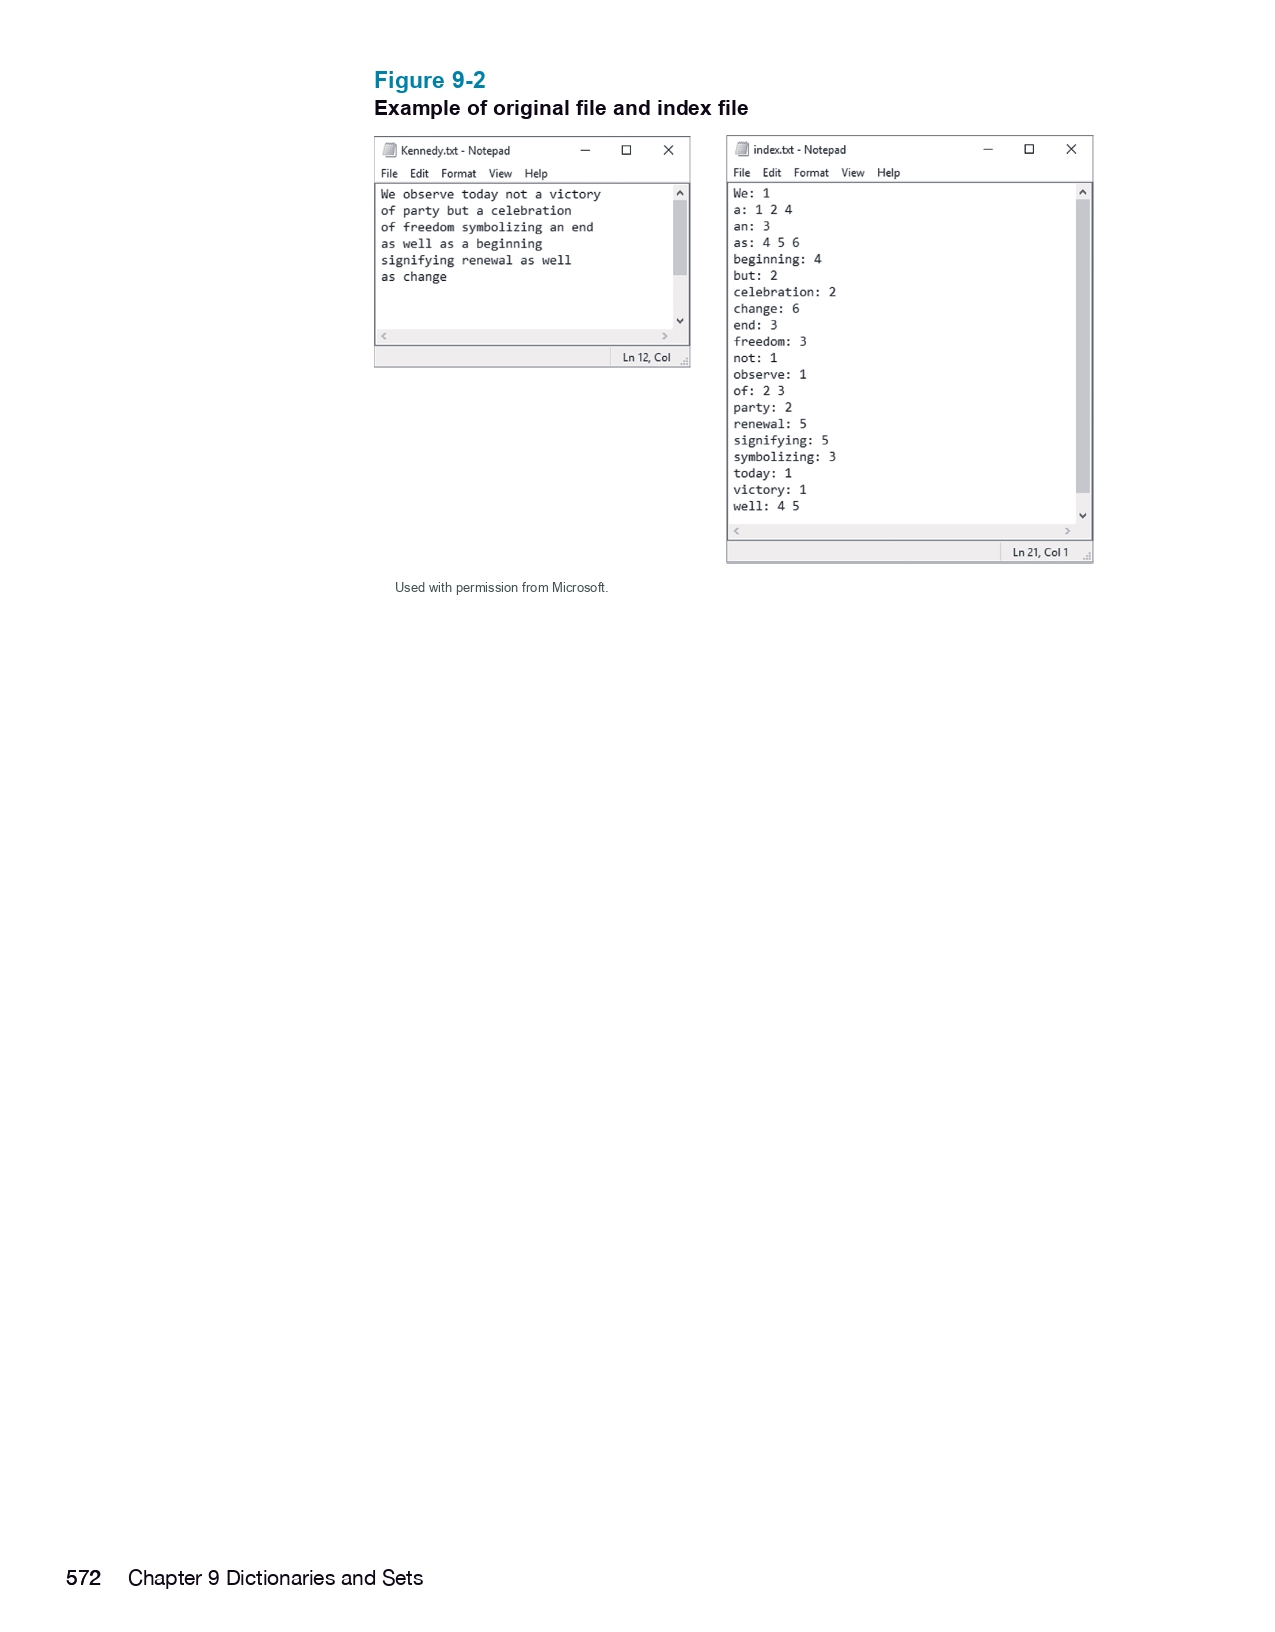 Figure 9-2
Example of original file and index file
Kennedy.txt - Notepad
File Edit Format View Help
We observe today not a victory
of party but a celebration
of freedom symbolizing an end
as well as a beginning
signifying renewal as well
as change
Ln 12, Col
index.txt - Notepad
File Edit Format View Help
We: 1
a: 1 2 4
an: 3
as: 4 5 6
beginning: 4
but: 2
celebration: 2
change: 6
end: 3
freedom: 3
not: 1
observe: 1
of: 2 3
party: 2
renewal: 5
signifying: 5
symbolizing: 3
today: 1
victory: 1
well: 4 5
Ln 21, Col 1
Used with permission from Microsoft.
572 Chapter 9 Dictionaries and Sets